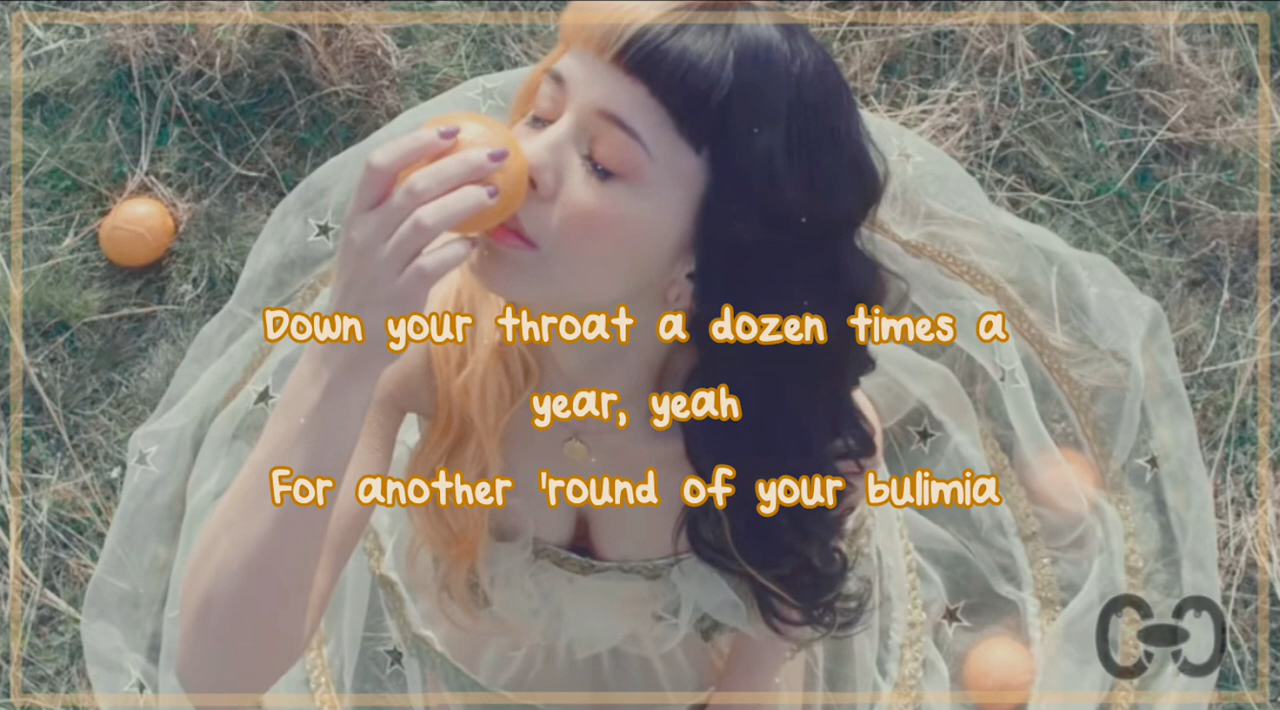 Down your throat a dozen times a
year, yeah
For another 'round of your bulimia